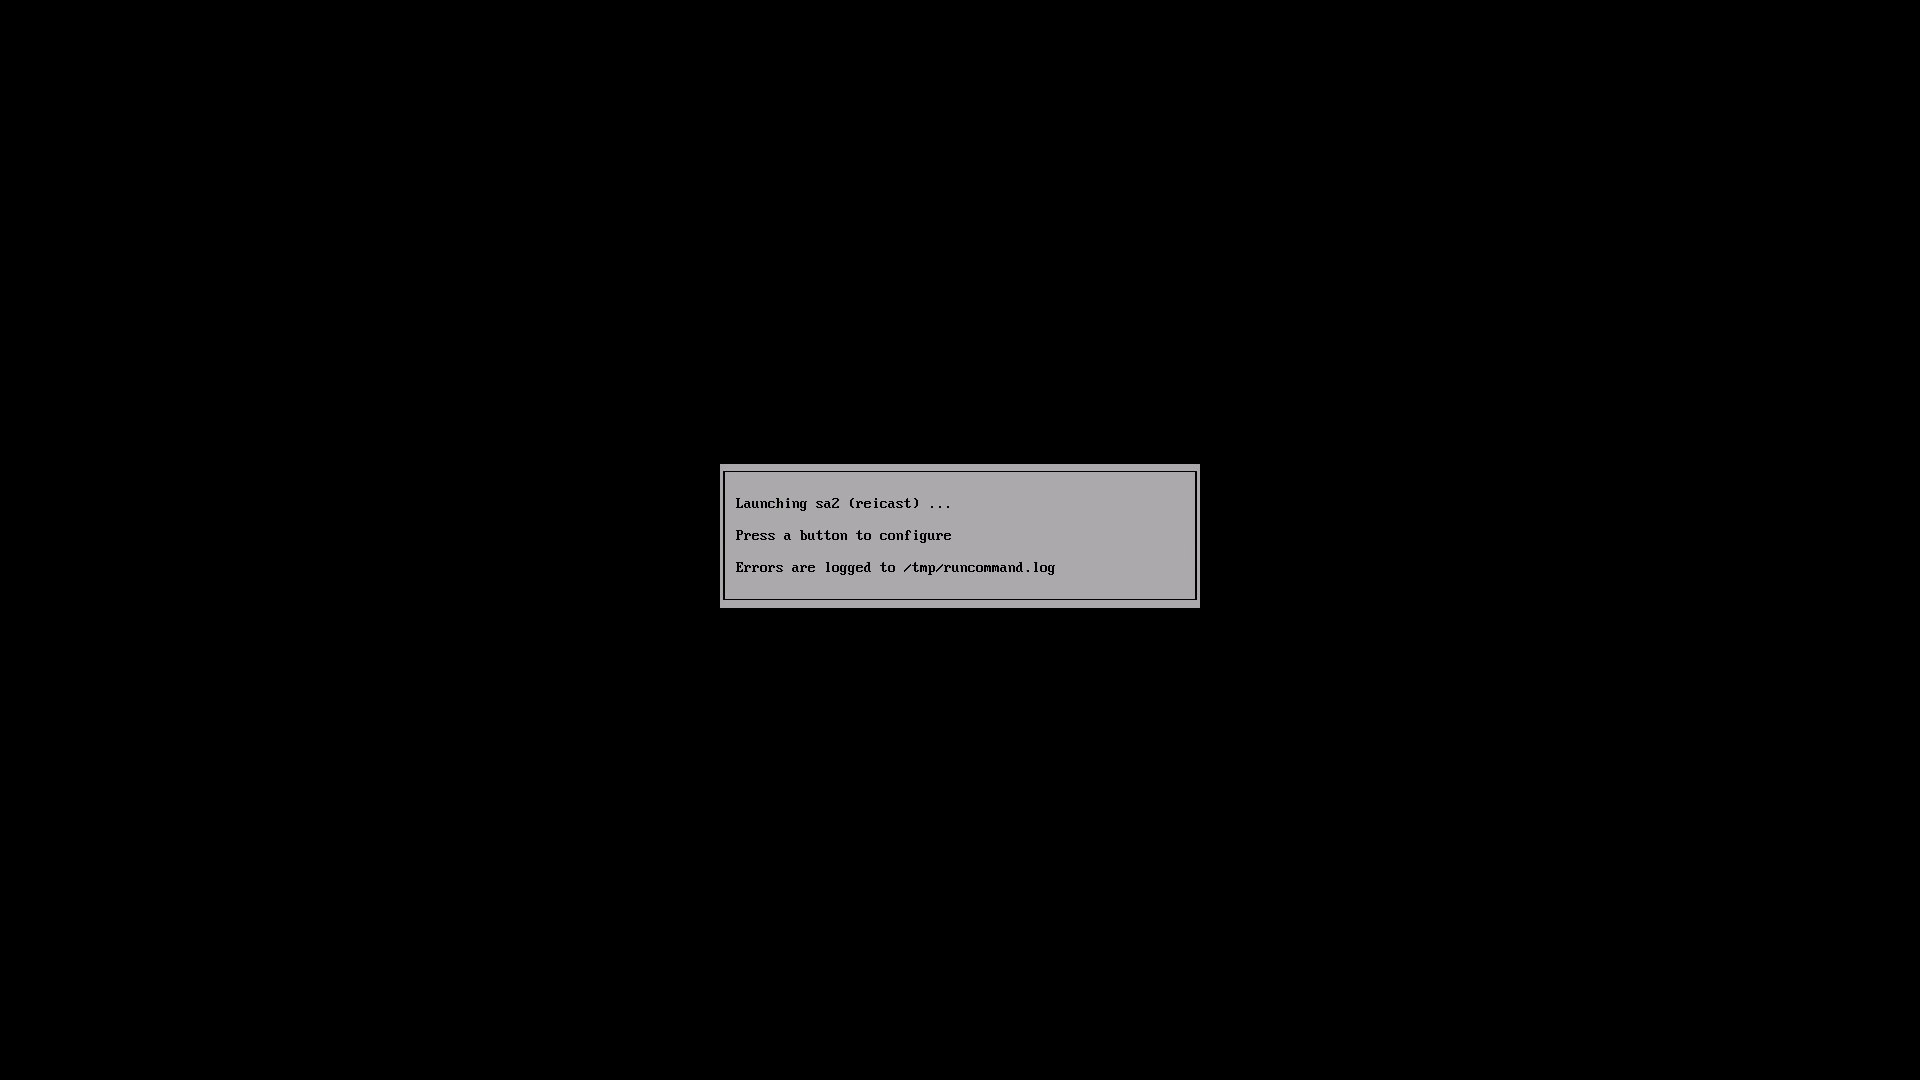 Launching sa2 (reicast) ...
Press a button to configure
Errors are logged to /tmp/runcommand.log